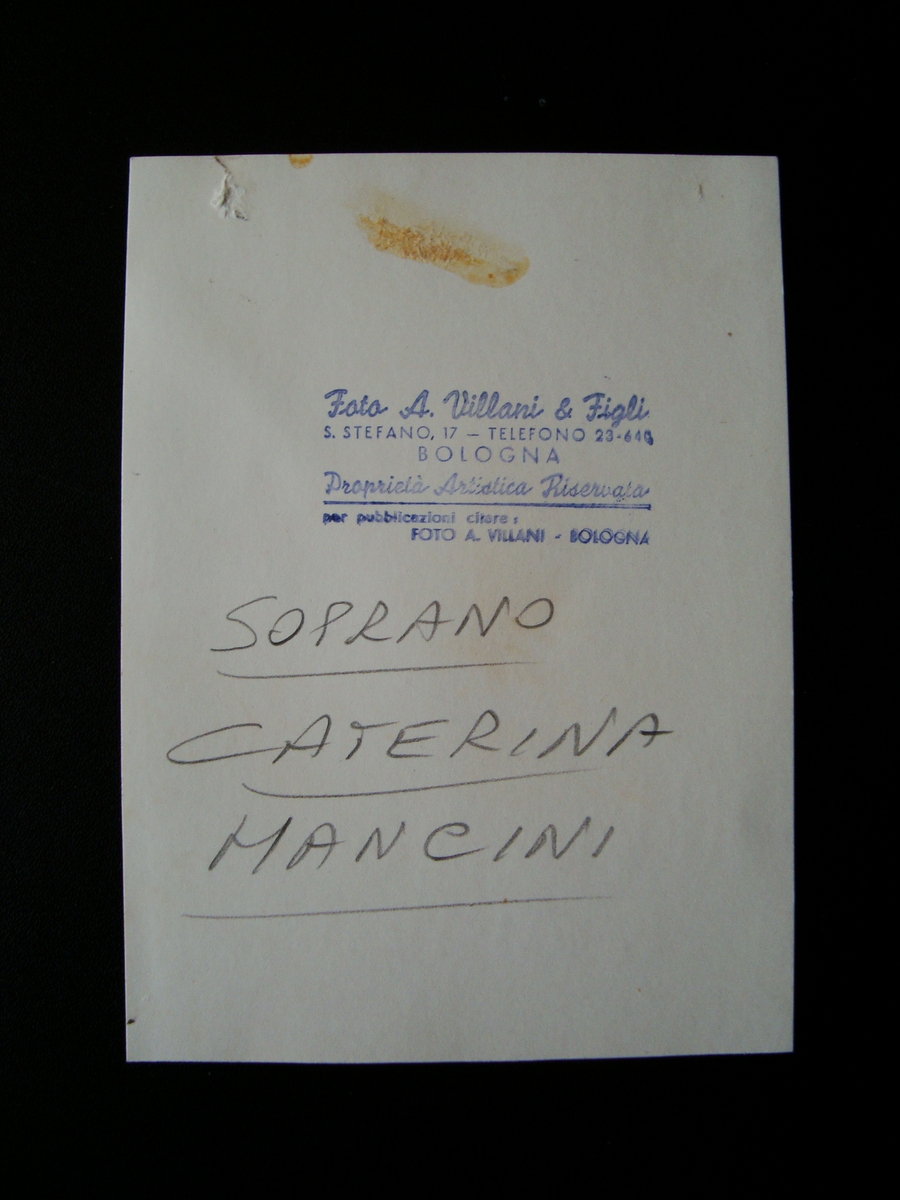 Foto A. Villani & Figli
S. STEFANO, 17 — TELEFONO 23-640
BOLOGNA
Proprietà Artistica Riservata
per pubblicazioni citare:
FOTO A. VILLANI - BOLOGNA
SOPRANO
CATERINA
MANCINI